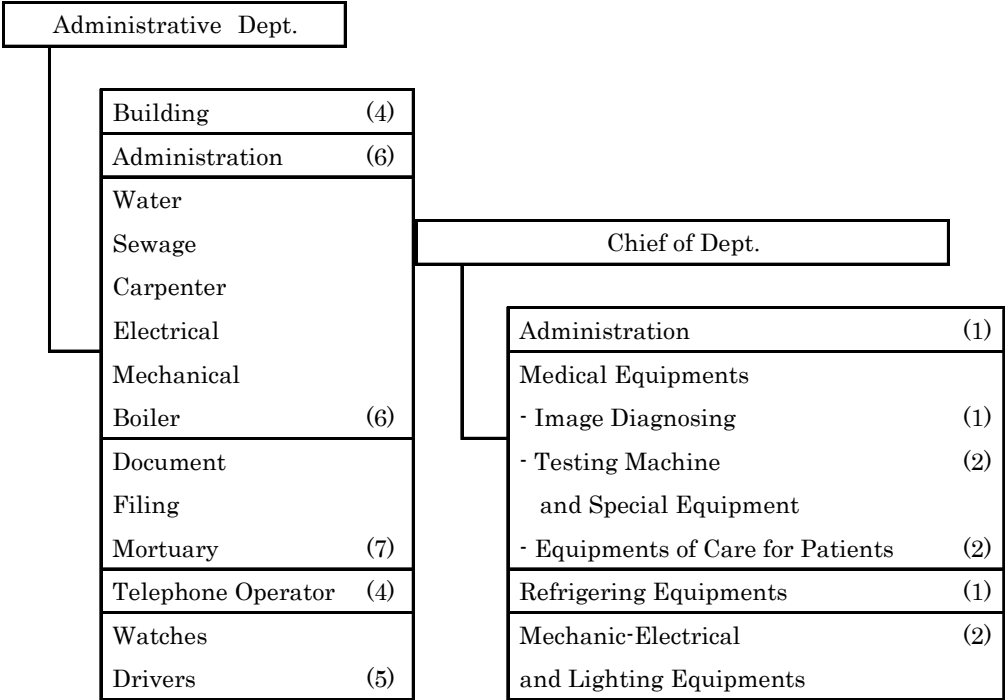 Administrative Dept.
Building (4)
Administration (6)
Water
Sewage
Carpenter
Electrical
Mechanical
Boiler (6)
Document
Filing
Mortuary (7)
Telephone Operator (4)
Watches
Drivers (5)
Chief of Dept.
Administration (1)
Medical Equipments
- Image Diagnosing (1)
- Testing Machine (2)
and Special Equipment
- Equipments of Care for Patients (2)
Refrigering Equipments (1)
Mechanic-Electrical (2)
and Lighting Equipments